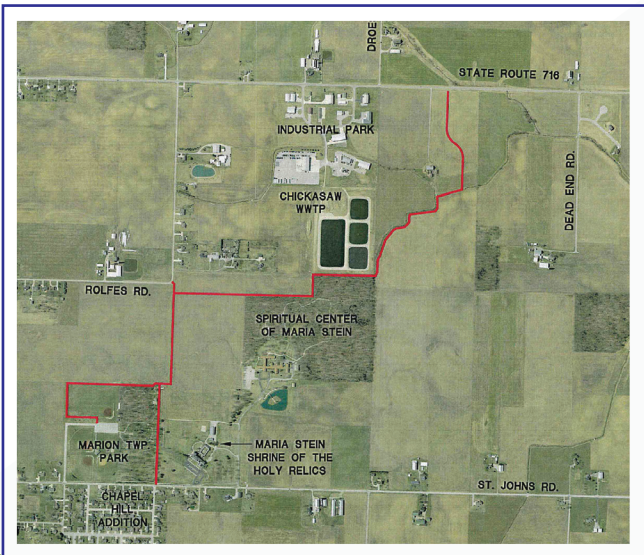 DROE
STATE ROUTE 716
INDUSTRIAL PARK
CHICKASAW
WWTP
DEAD END RD.
ROLFES RD.
SPIRITUAL CENTER
OF MARIA STEIN
MARION TWP
PARK
MARIA STEIN
SHRINE OF THE
HOLY RELICS
ST. JOHNS RD.
CHAPEL
HILL
ADDITION